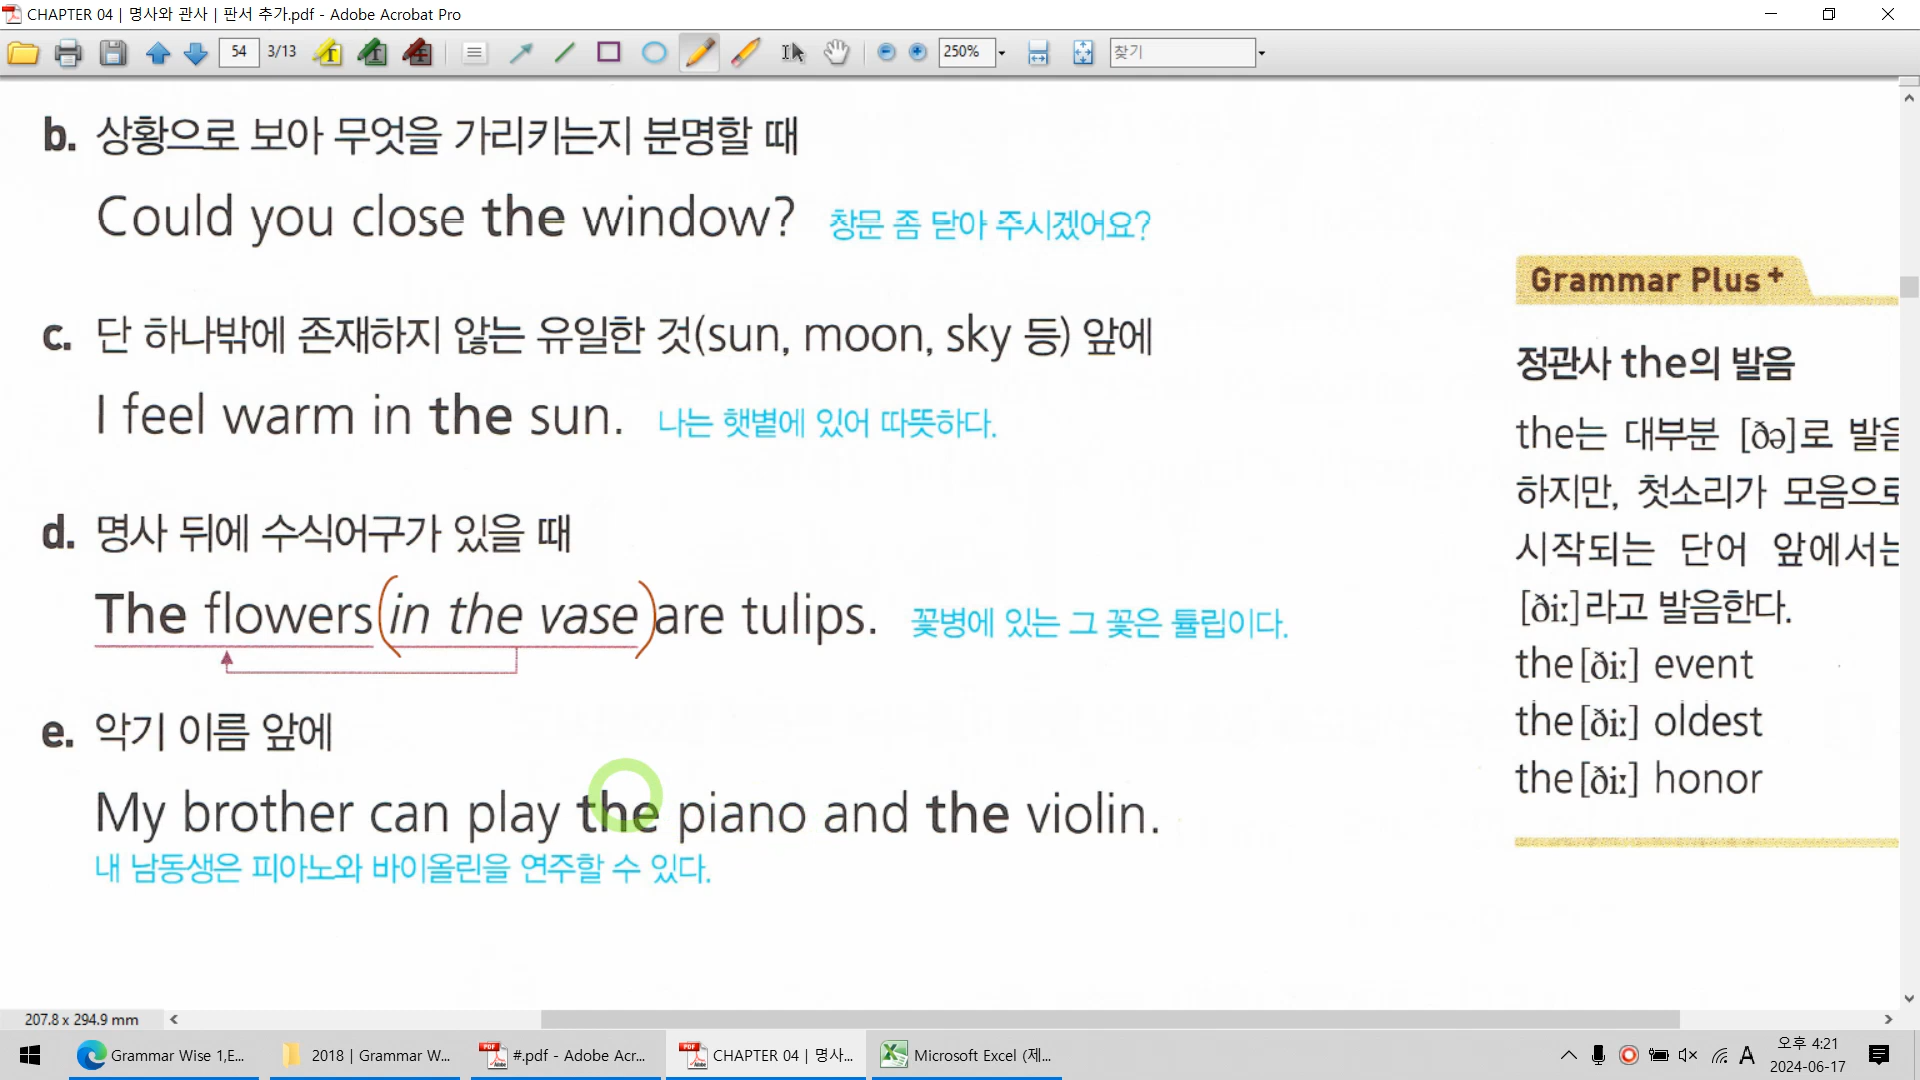 CHAPTER 04 | 명사와 관사 | 판서 추가.pdf - Adobe Acrobat Pro
54
3/13
250%
찾기
b. 상황으로 보아 무엇을 가리키는지 분명할 때
Could you close the window? 창문 좀 닫아 주시겠어요?
c. 단 하나밖에 존재하지 않는 유일한 것(sun, moon, sky 등) 앞에
I feel warm in the sun. 나는 햇볕에 있어 따뜻하다.
d. 명사 뒤에 수식어구가 있을 때
The flowers (in the vase) are tulips. 꽃병에 있는 그 꽃은 튤립이다.
e. 악기 이름 앞에
My brother can play the piano and the violin.
내 남동생은 피아노와 바이올린을 연주할 수 있다.
Grammar Plus+
정관사 the의 발음
the는 대부분 [ðə]로 발음
하지만, 첫소리가 모음으로
시작되는 단어 앞에서는
[ðiː]라고 발음한다.
the[ðiː] event
the[ðiː] oldest
the[ðiː] honor
207.8 x 294.9 mm
Grammar Wise 1,E...
2018 | Grammar W...
#.pdf - Adobe Acr...
CHAPTER 04 | 명사...
Microsoft Excel (제...
A
오후 4:21
2024-06-17